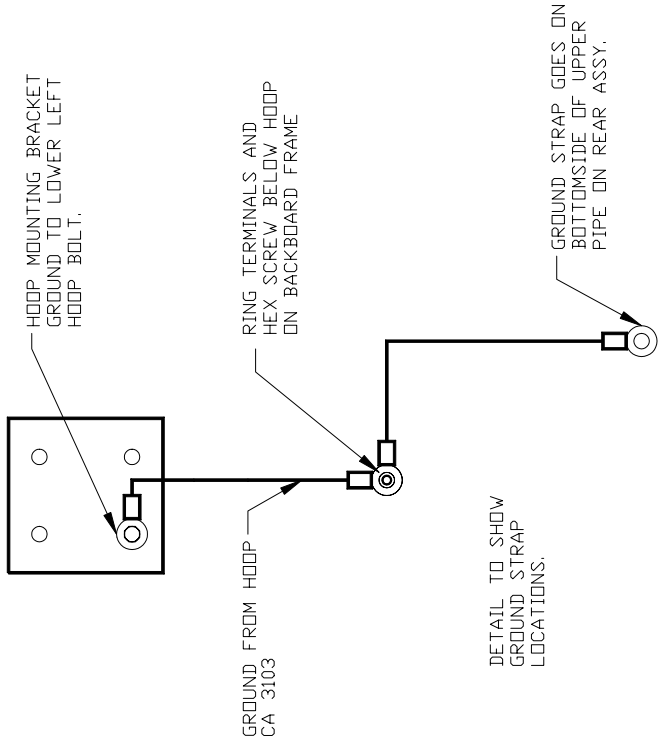 HOOP MOUNTING BRACKET
GROUND TO LOWER LEFT
HOOP BOLT.
RING TERMINALS AND
HEX SCREW BELOW HOOP
ON BACKBOARD FRAME
GROUND STRAP GOES ON
BOTTOMSIDE OF UPPER
PIPE ON REAR ASSY.
GROUND FROM HOOP
CA 3103
DETAIL TO SHOW
GROUND STRAP
LOCATIONS.